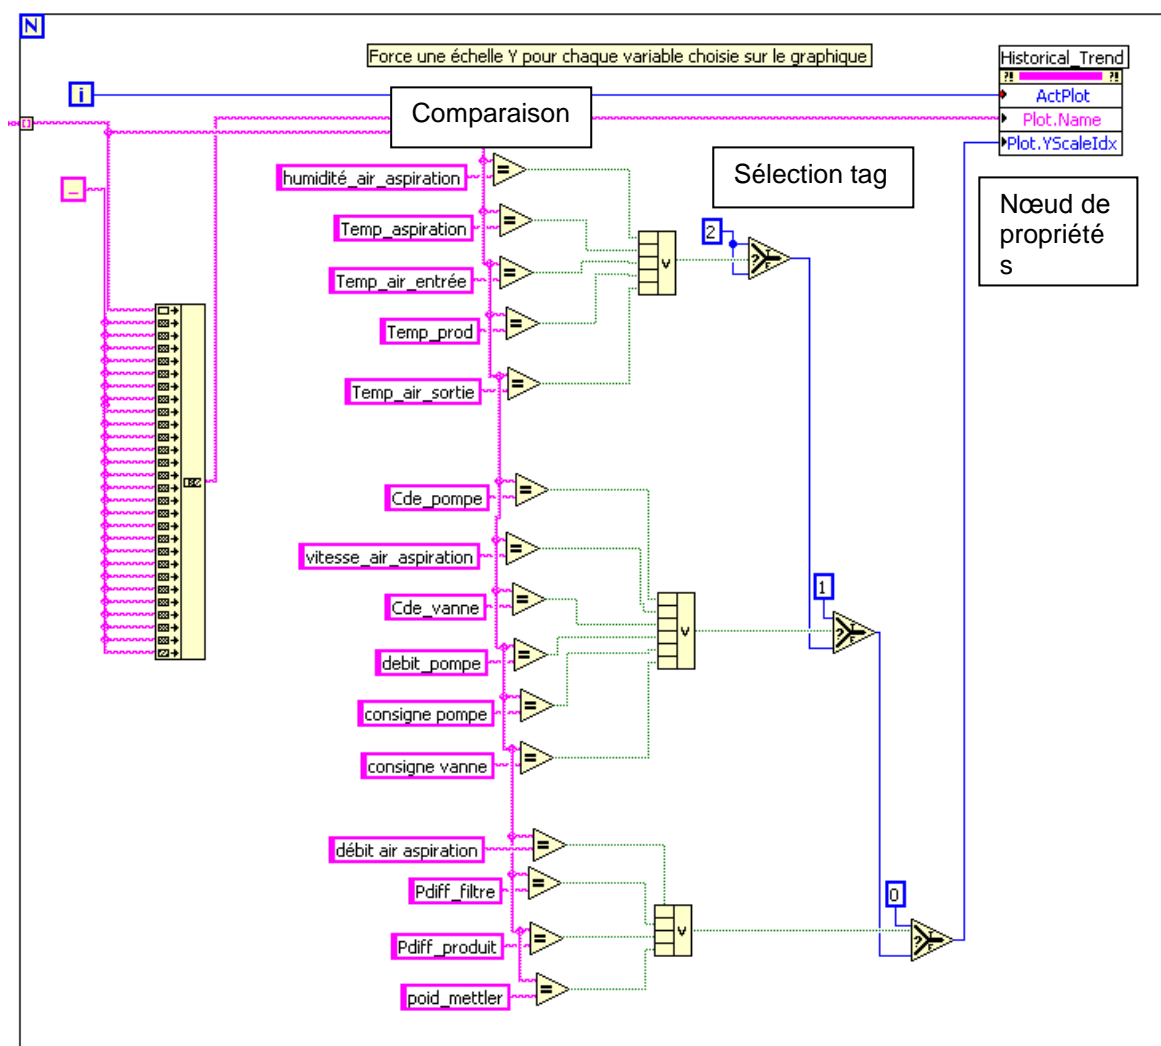 N
Force une échelle Y pour chaque variable choisie sur le graphique
Historical_Trend
?! ?!
i
ActPlot
Comparaison
Plot.Name
Plot.YScaleIdx
humidité_air_aspiration
=
Sélection tag
_
Nœud de
propriété
s
Temp_aspiration
=
2
V
? T F
Temp_air_entrée
=
Temp_prod
=
Temp_air_sortie
=
Cde_pompe
=
vitesse_air_aspiration
=
1
Cde_vanne
=
V
? T F
debit_pompe
=
consigne pompe
=
consigne vanne
=
débit air aspiration
=
0
Pdiff_filtre
=
V
? T F
Pdiff_produit
=
poid_mettler
=